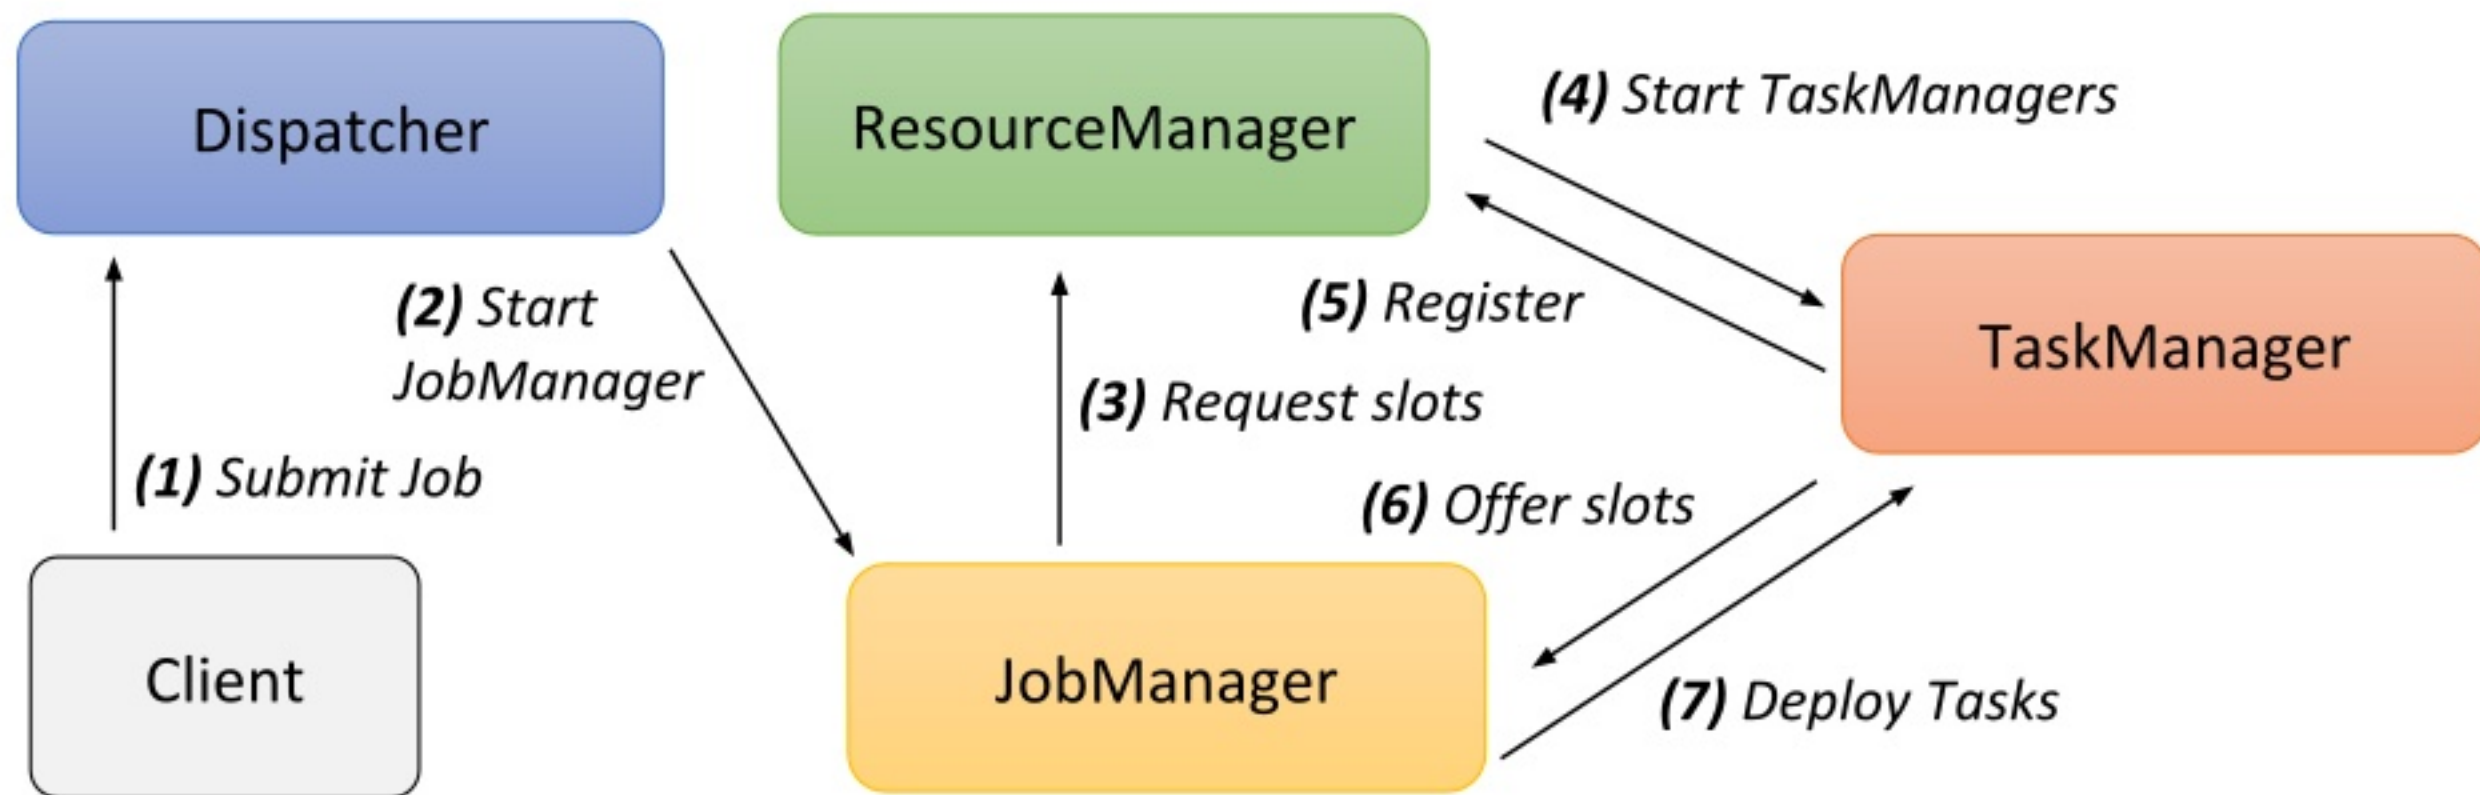 Dispatcher
ResourceManager
(4) Start TaskManagers
(2) Start
JobManager
(5) Register
TaskManager
(3) Request slots
(1) Submit Job
(6) Offer slots
Client
JobManager
(7) Deploy Tasks